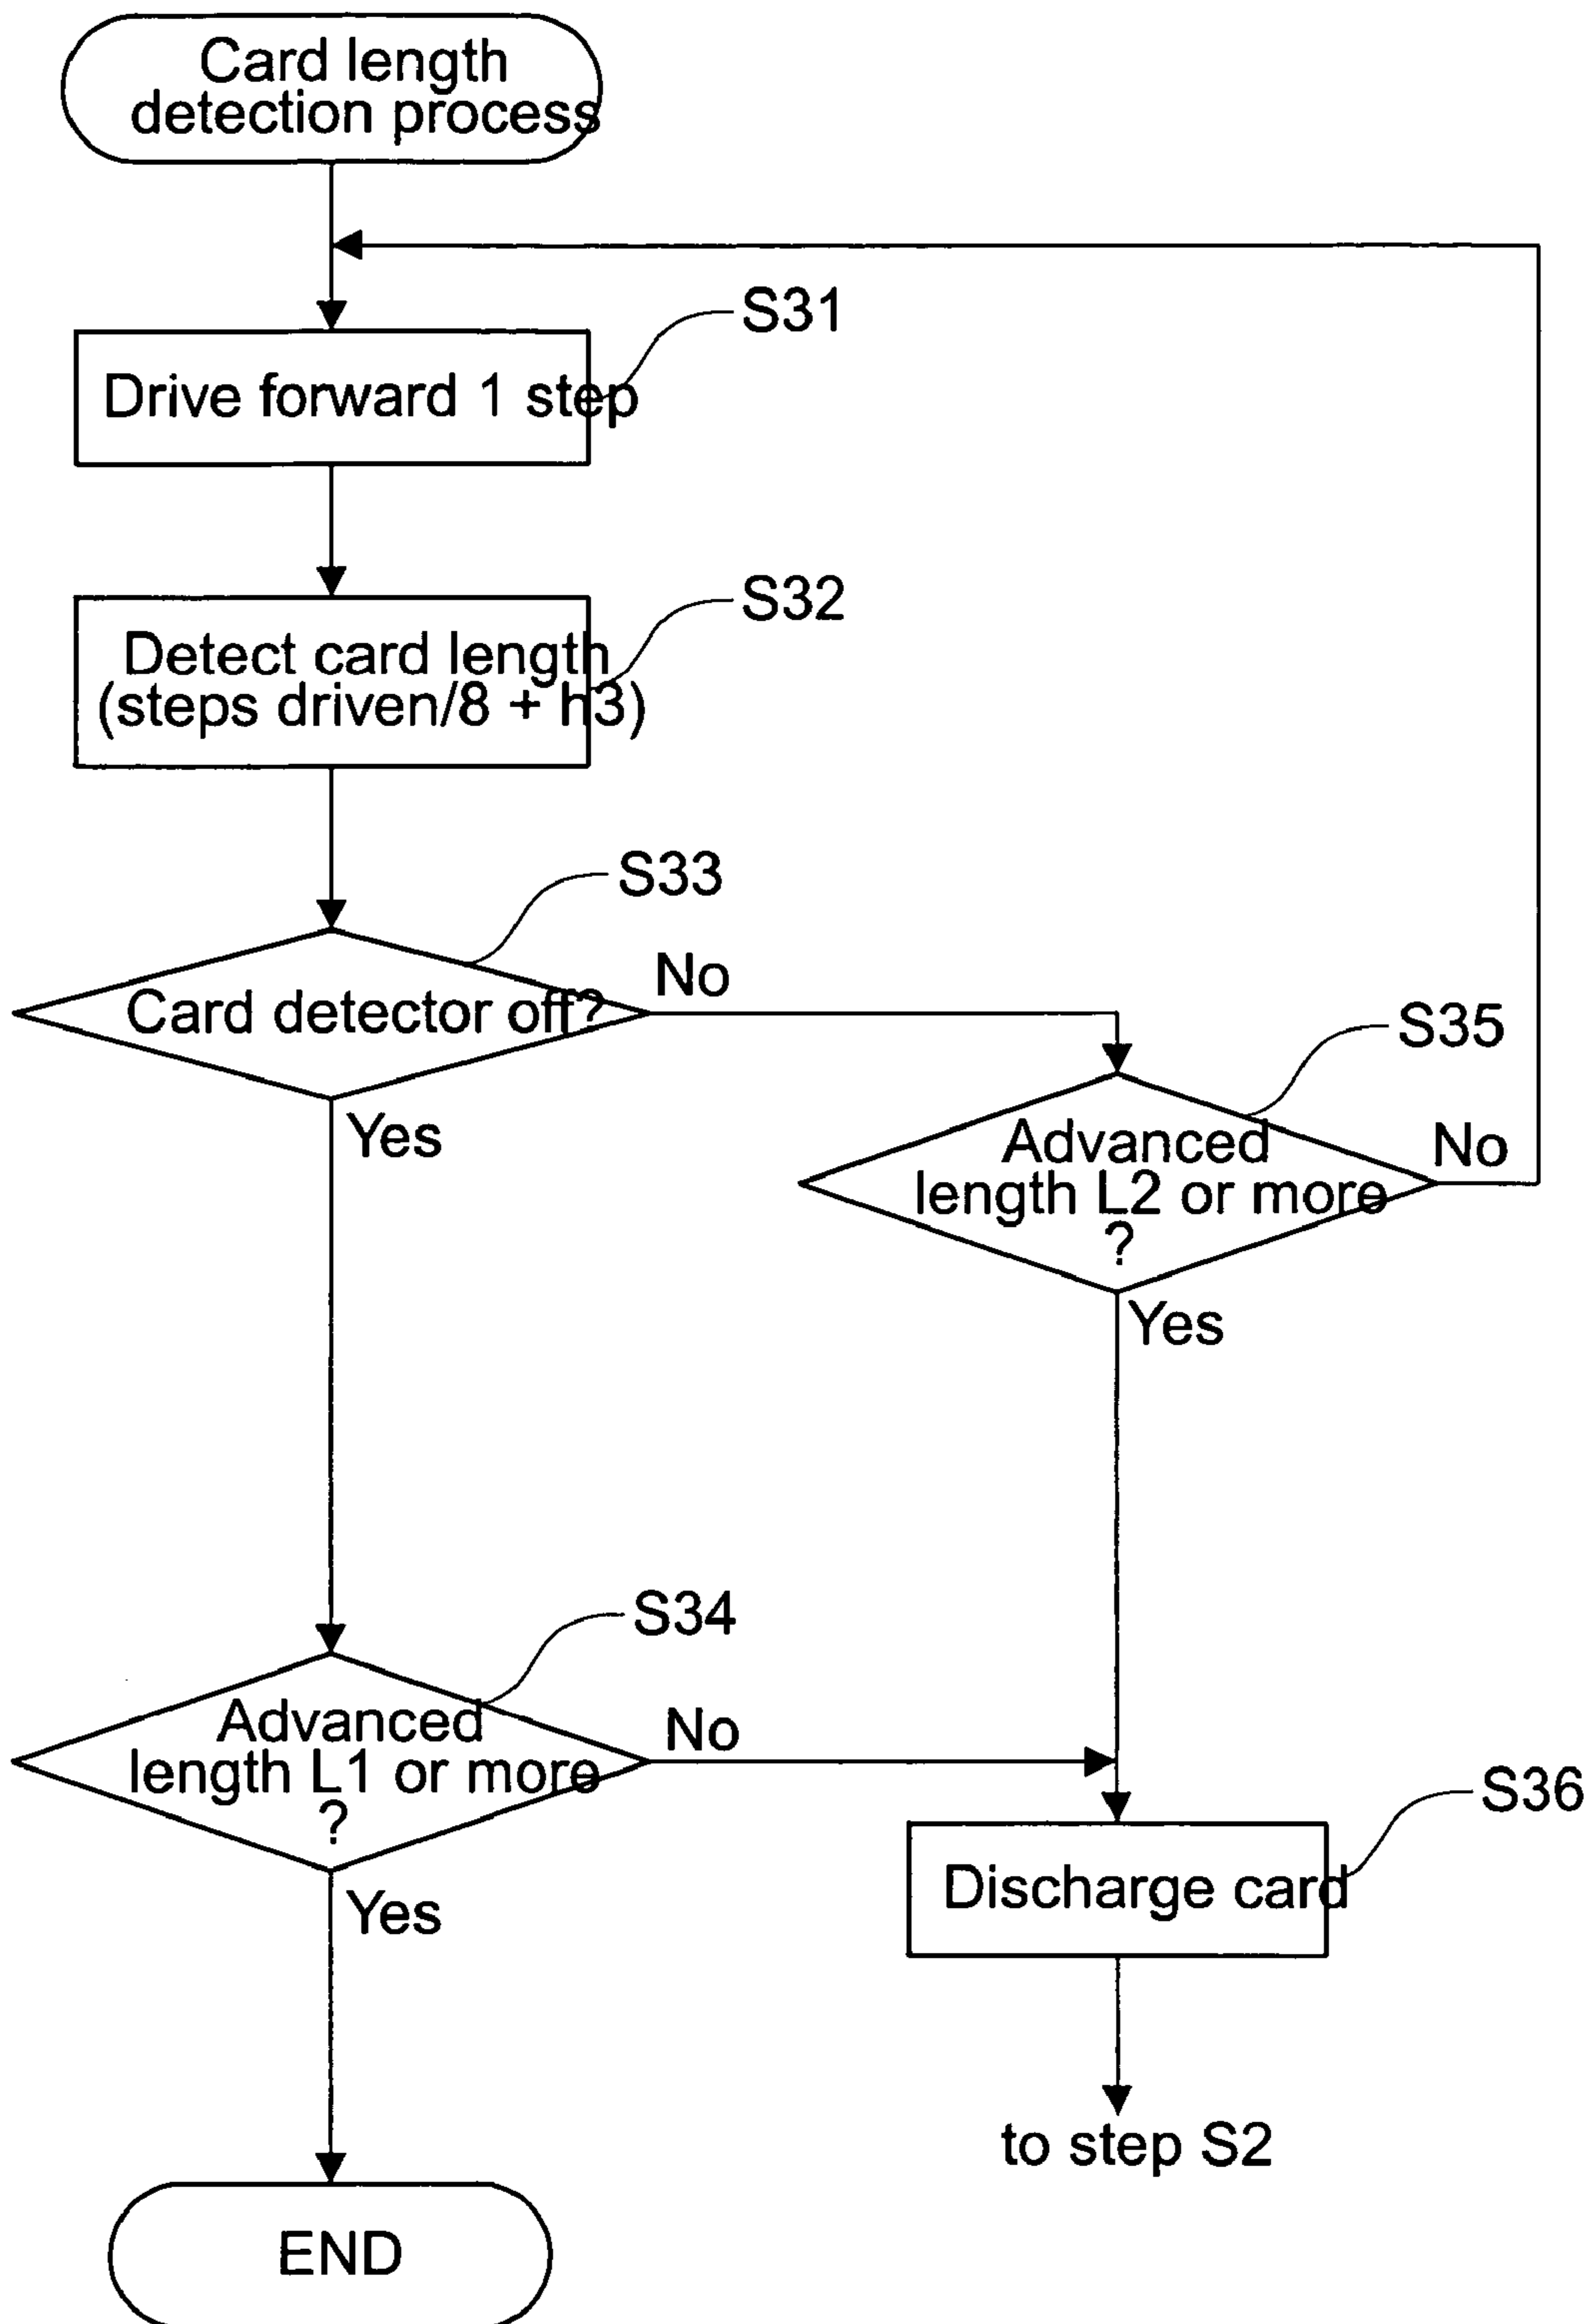 Card length
detection process
S31
Drive forward 1 step
S32
Detect card length
(steps driven/8 + h3)
S33
No
Card detector off?
S35
Yes
Advanced
No
length L2 or more
?
Yes
S34
Advanced
No
length L1 or more
?
S36
Discharge card
Yes
to step S2
END